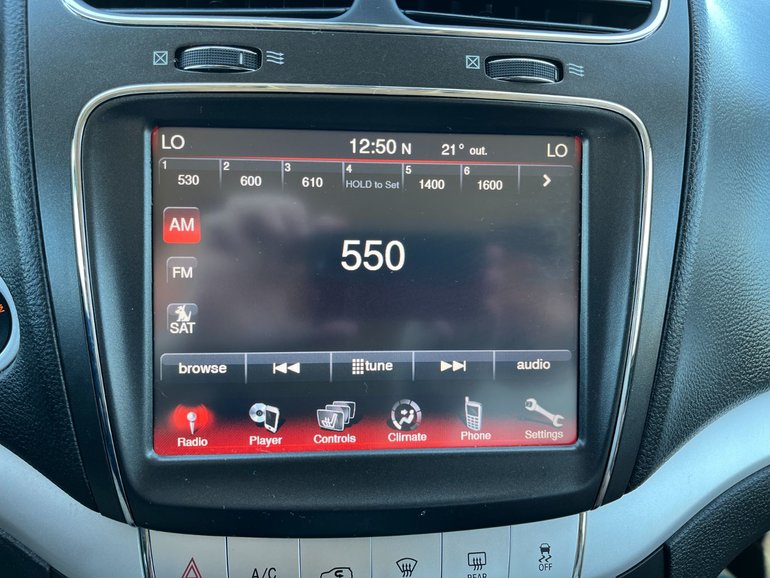 LO 12:50 N 21° out. LO
1 2 3 4 5 6
530 600 610 HOLD to Set 1400 1600 >
AM
550
FM
SAT
browse tune audio
Radio Player Controls Climate Phone Settings
A/C REAR OFF